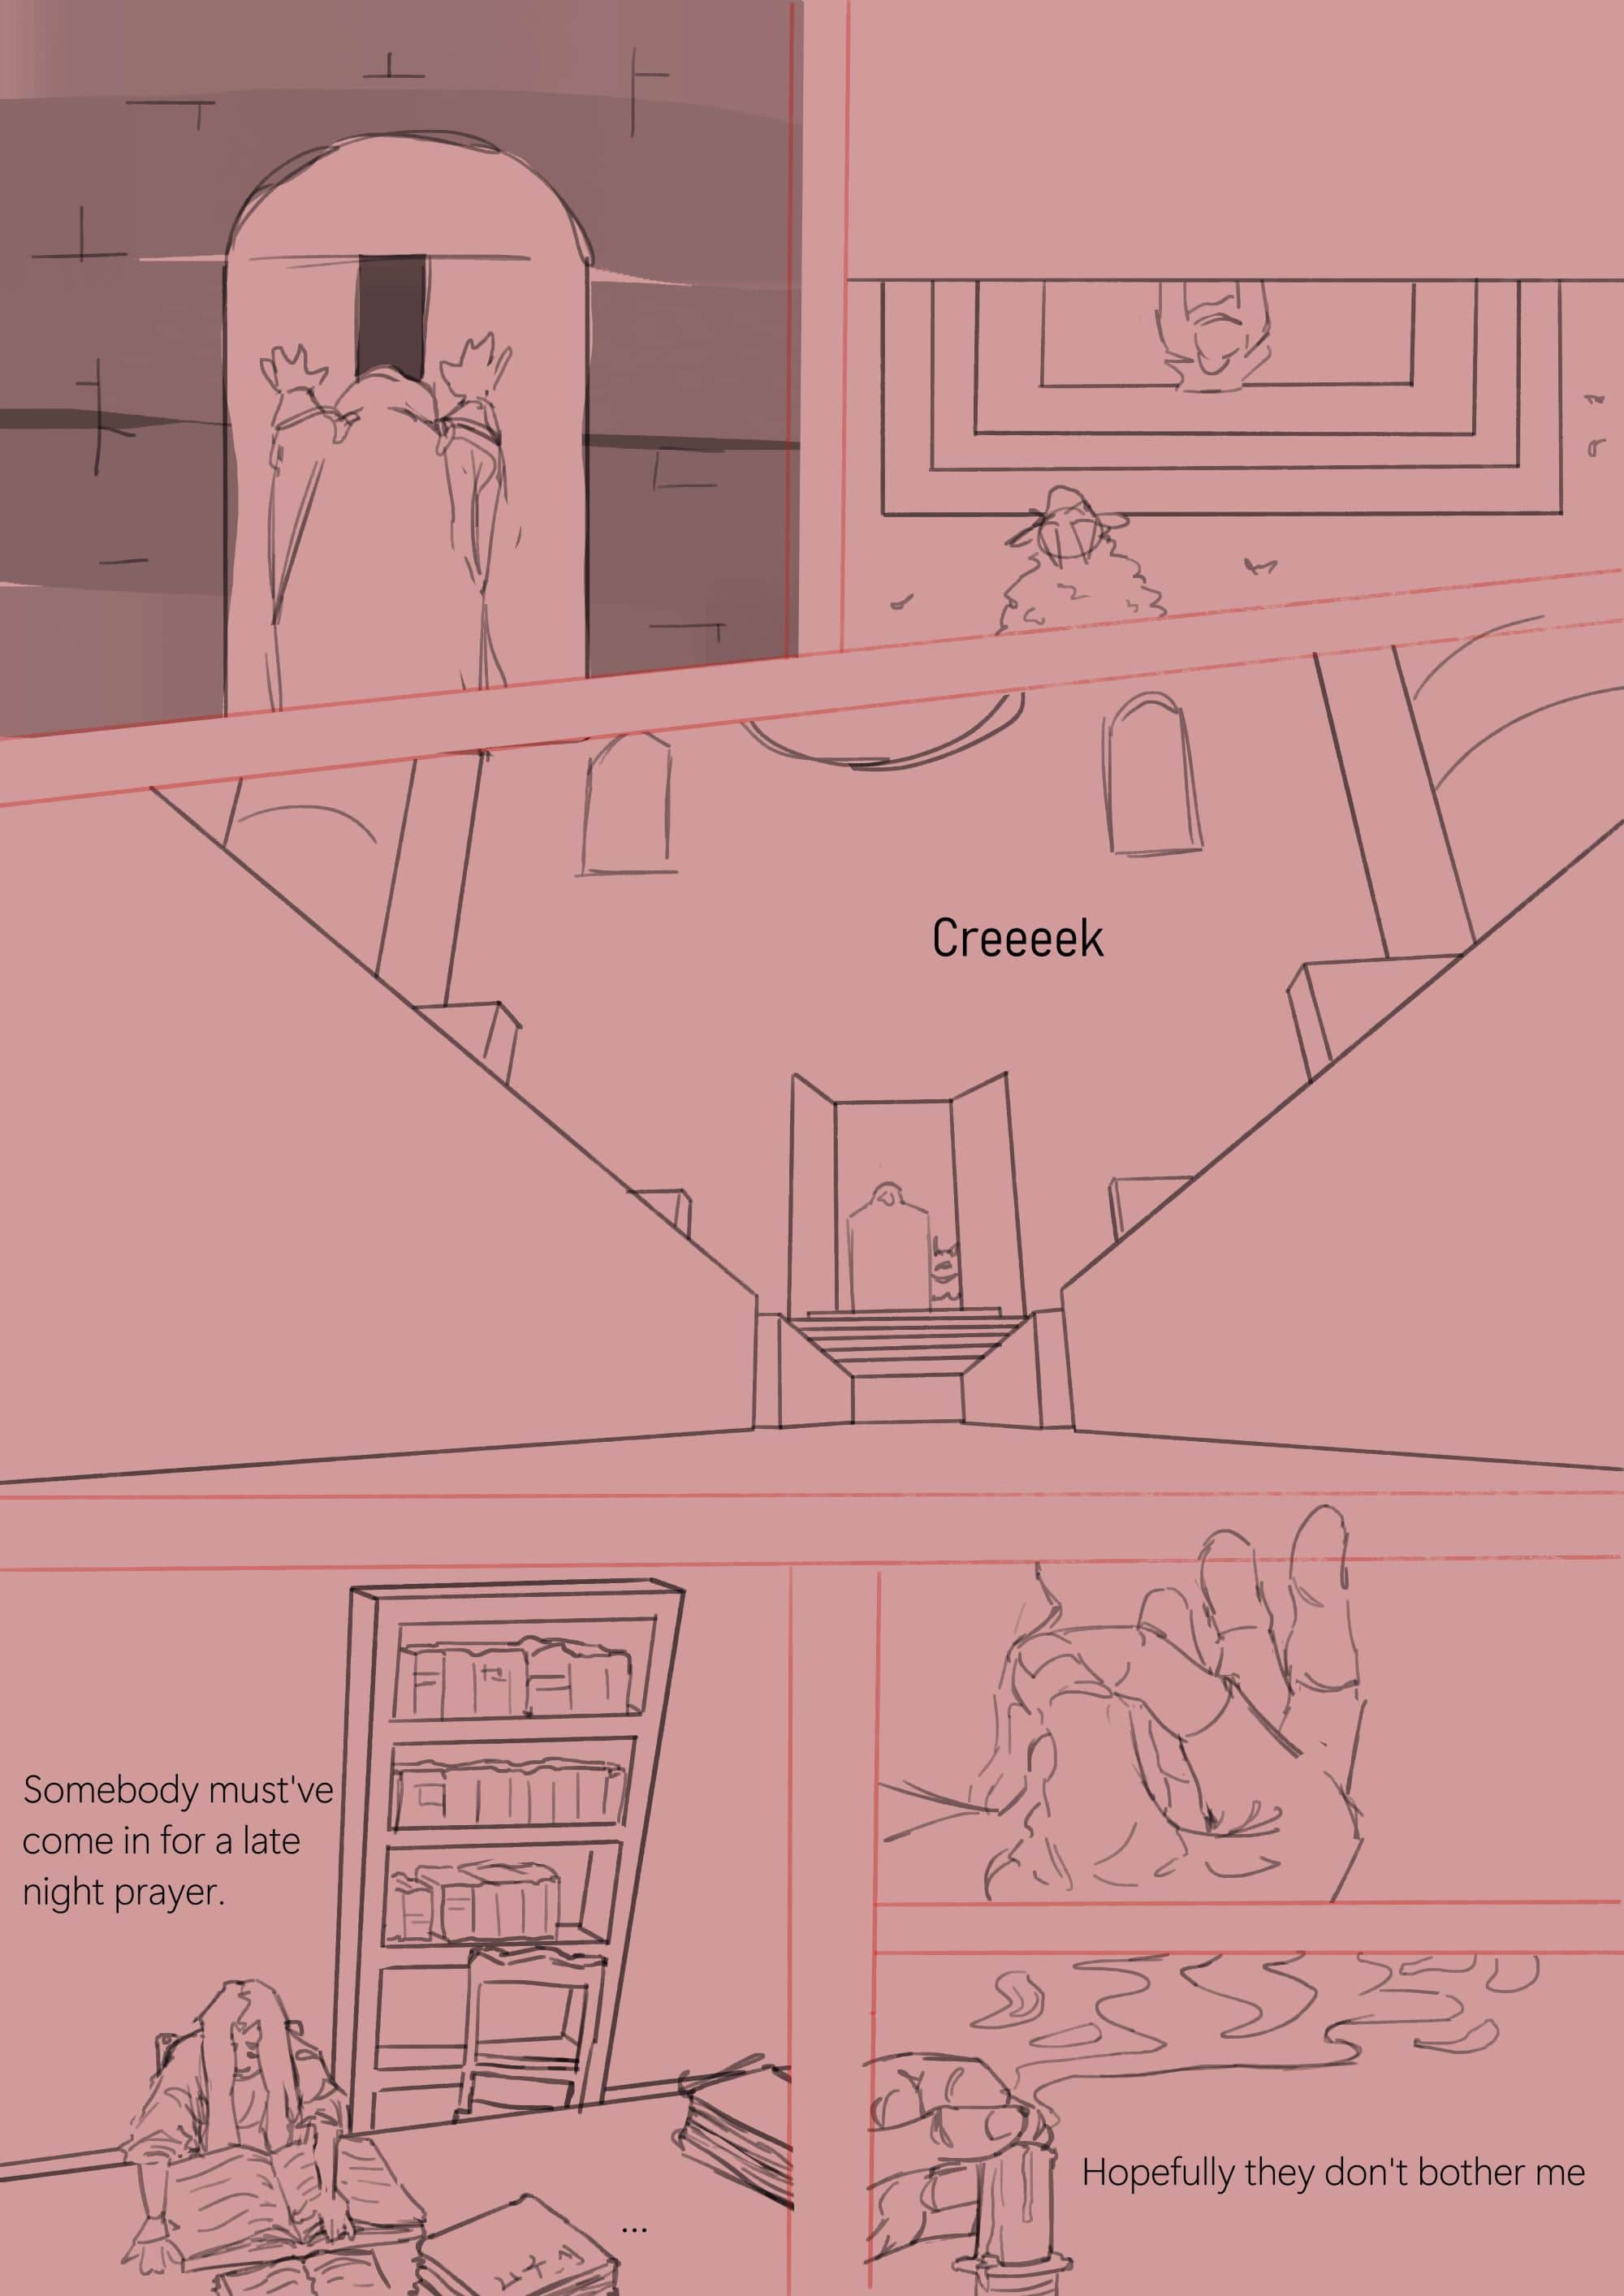 Creeeek
Somebody must've
come in for a late
night prayer.
...
Hopefully they don't bother me